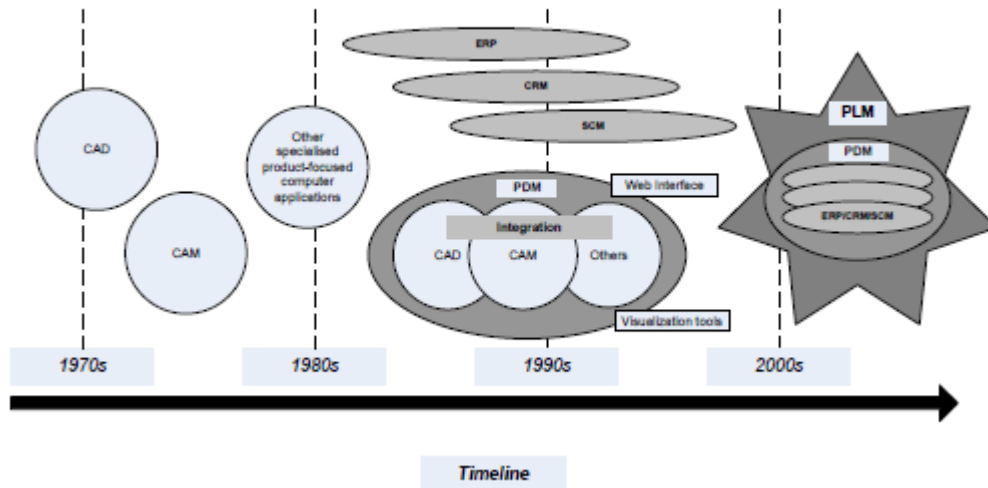 ERP
CRM
SCM
CAD
CAM
Other
specialised
product-focused
computer
applications
PDM
Web Interface
Integration
CAD
CAM
Others
Visualization tools
PLM
PDM
ERP/CRM/SCM
1970s
1980s
1990s
2000s
Timeline